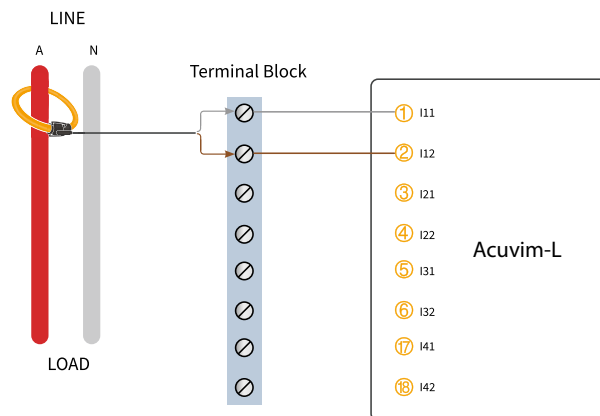 LINE
A N
Terminal Block
1 I11
2 I12
3 I21
4 I22
Acuvim-L
5 I31
6 I32
17 I41
LOAD
18 I42